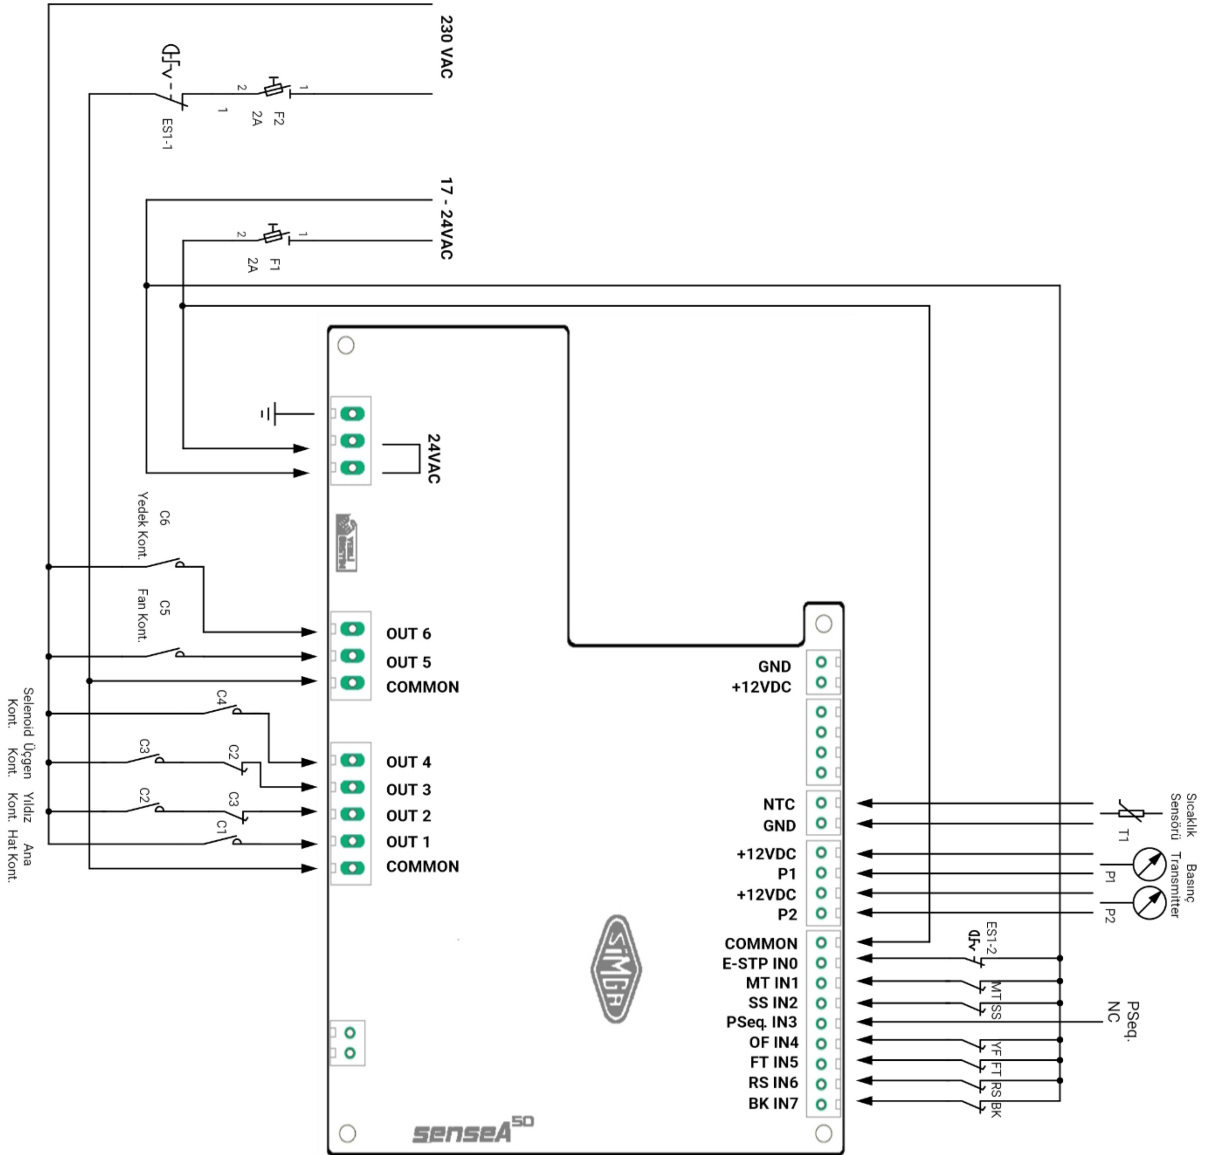 230 VAC
F2
2A
1
2
1
ES1-1
17 - 24VAC
F1
2A
1
2
24VAC
YERLİ
ÜRETİM
C6
Yedek Kont.
C5
Fan Kont.
OUT 6
OUT 5
COMMON
C4
C3
C2
C2
C3
C1
OUT 4
OUT 3
OUT 2
OUT 1
COMMON
Selenoid Üçgen Yıldız Ana
Kont. Kont. Kont. Hat Kont.
GND
+12VDC
NTC
GND
+12VDC
P1
+12VDC
P2
COMMON
E-STP IN0
MT IN1
SS IN2
PSeq. IN3
OF IN4
FT IN5
RS IN6
BK IN7
Sıcaklık
Sensörü
T1
Basınç
Transmitter
P1
P2
ES1-2
MT
SS
PSeq.
NC
YF
FT
RS
BK
SİMGA
senseA50